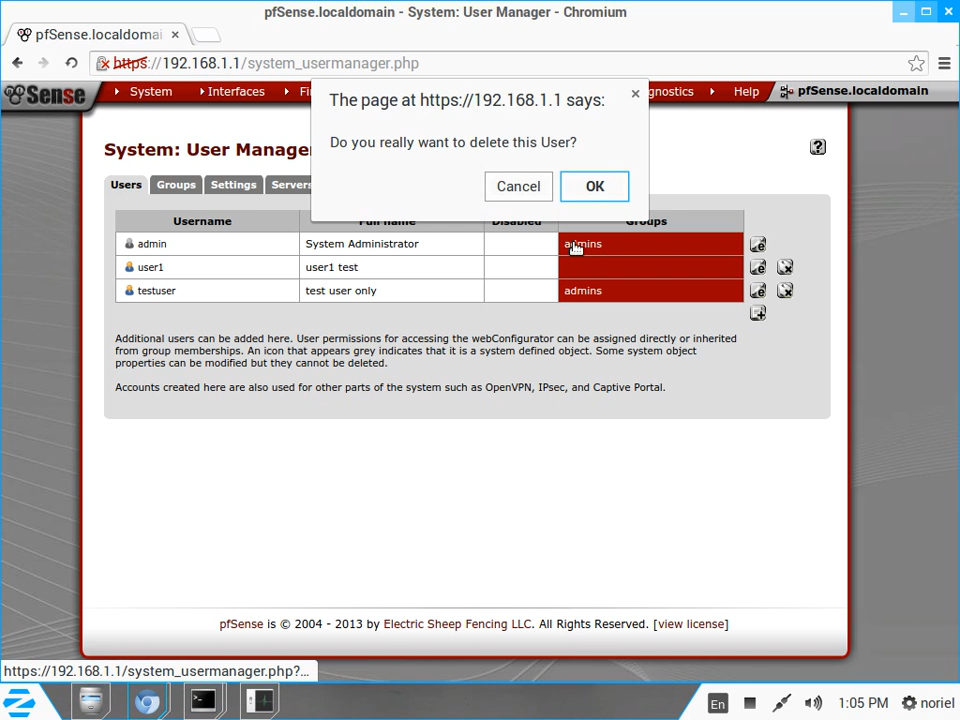 pfSense.localdomain - System: User Manager - Chromium
pfSense.localdomai
https://192.168.1.1/system_usermanager.php
Sense
System
Interfaces
Fi
gnostics
Help
pfSense.localdomain
The page at https://192.168.1.1 says:
Do you really want to delete this User?
Cancel
OK
System: User Manager
Users
Groups
Settings
Servers
Username
Full name
Disabled
Groups
admin
System Administrator
admins
user1
user1 test
testuser
test user only
admins
Additional users can be added here. User permissions for accessing the webConfigurator can be assigned directly or inherited
from group memberships. An icon that appears grey indicates that it is a system defined object. Some system object
properties can be modified but they cannot be deleted.
Accounts created here are also used for other parts of the system such as OpenVPN, IPsec, and Captive Portal.
pfSense is © 2004 - 2013 by Electric Sheep Fencing LLC. All Rights Reserved. [view license]
https://192.168.1.1/system_usermanager.php?...
En
1:05 PM
noriel